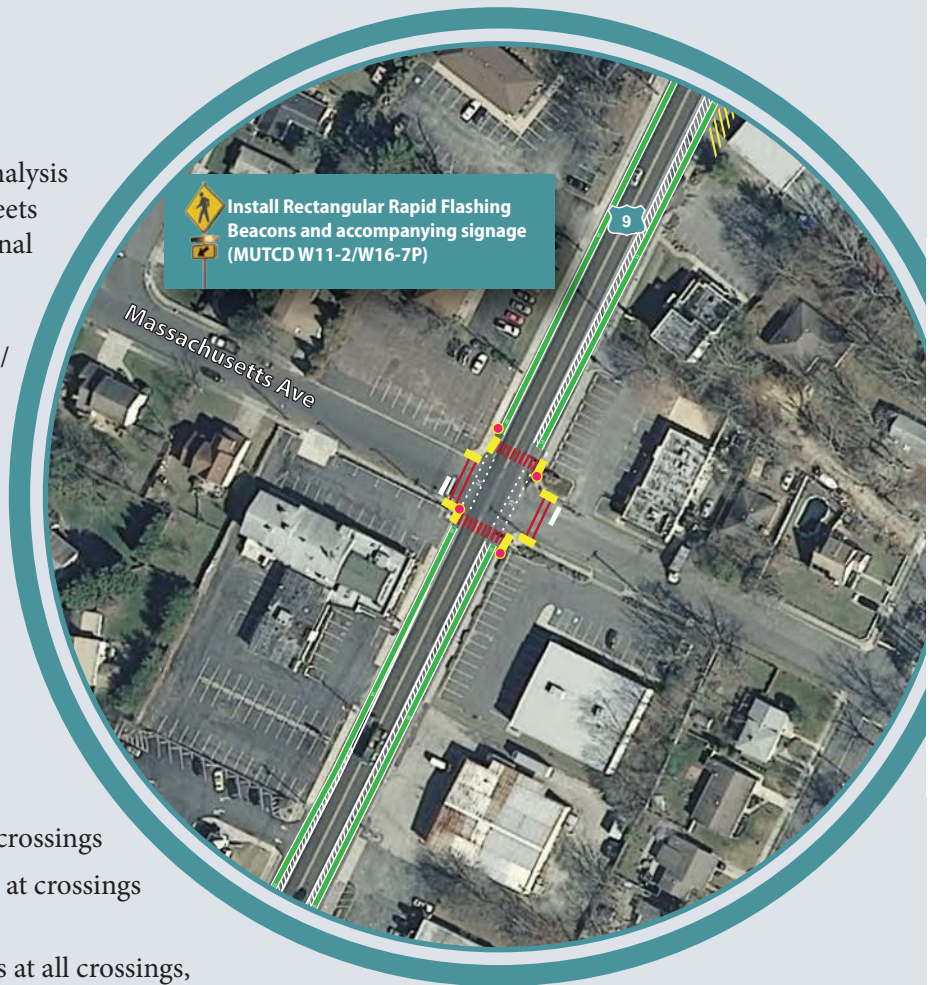 nalysis
eets
nal
/
Install Rectangular Rapid Flashing
Beacons and accompanying signage
(MUTCD W11-2/W16-7P)
9
Massachusetts Ave
crossings
at crossings
s at all crossings,